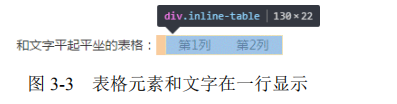 div.inline-table 130×22
和文字平起平坐的表格： 第1列 第2列
图 3-3 表格元素和文字在一行显示